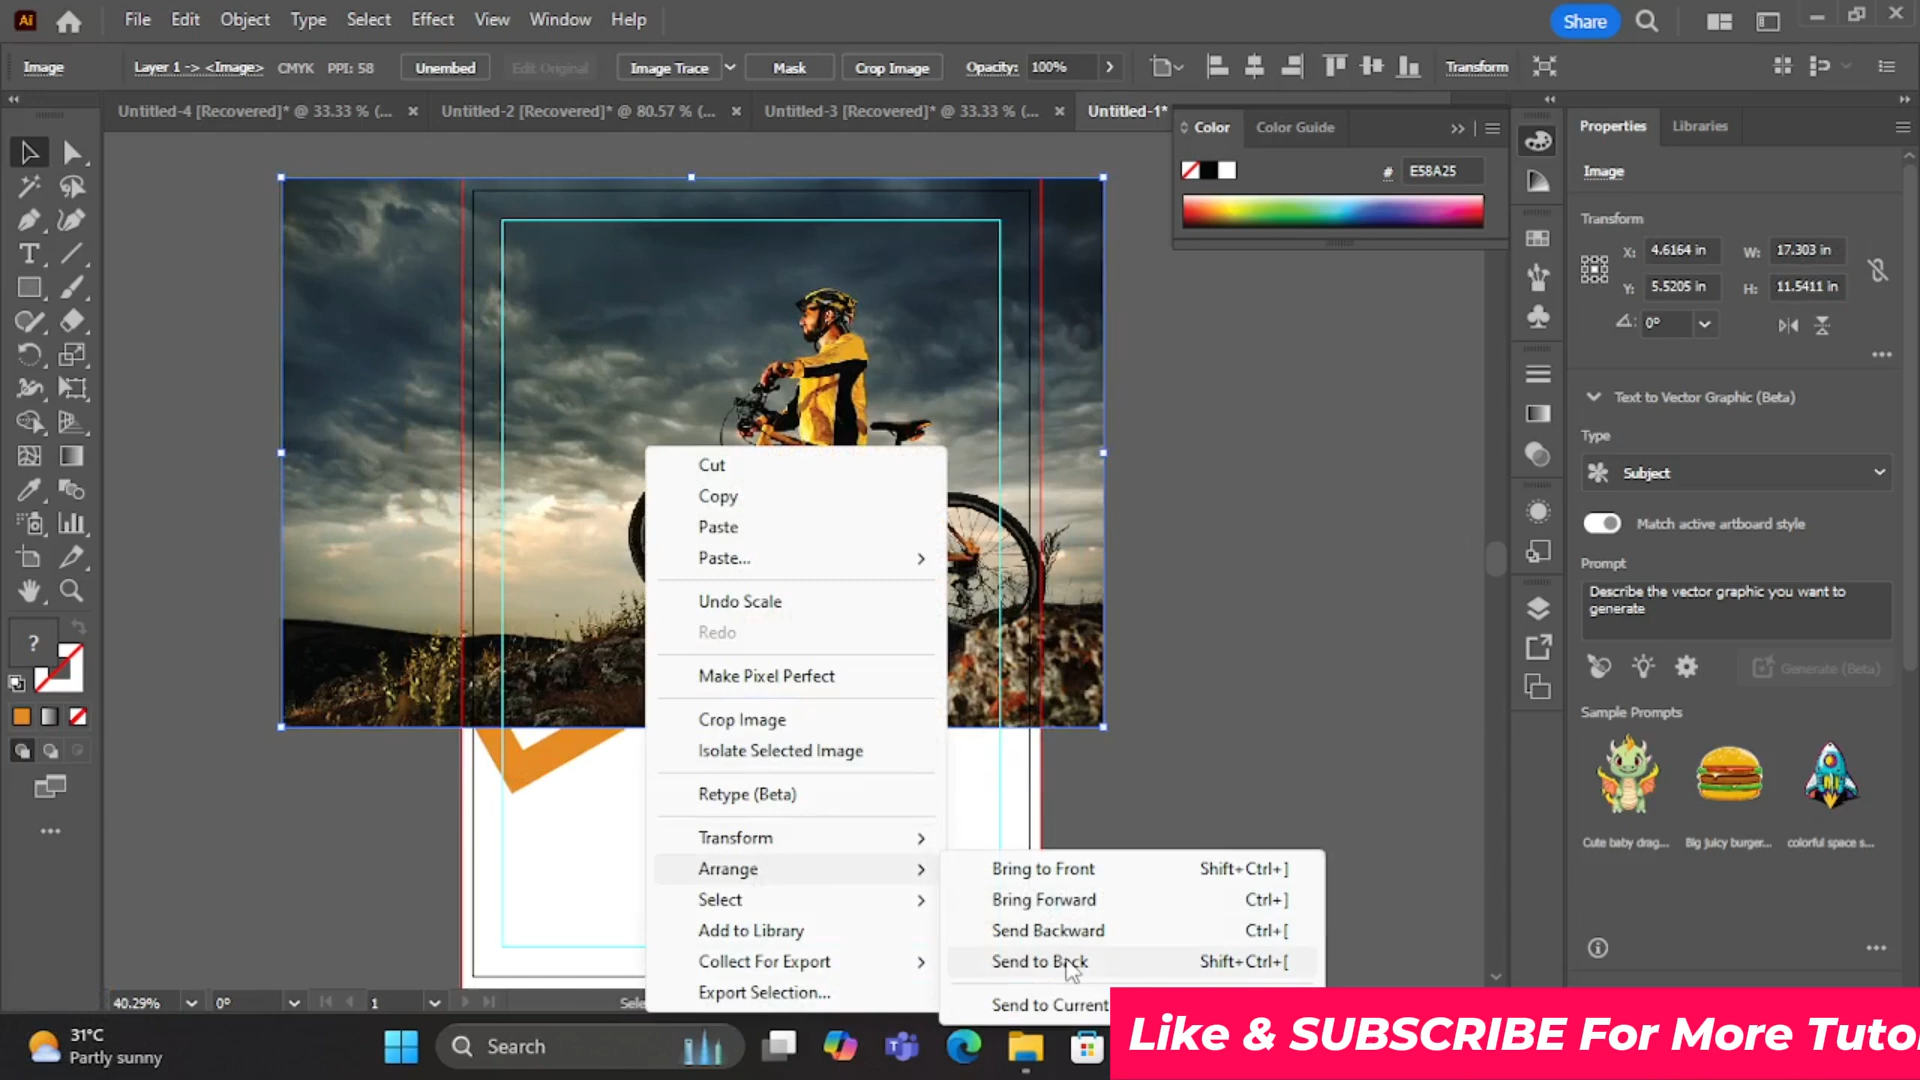 Ai File Edit Object Type Select Effect View Window Help Share
Image Layer 1 -> <Image> CMYK PPI: 58 Unembed Edit Original Image Trace Mask Crop Image Opacity: 100% Transform
Untitled-4 [Recovered]* @ 33.33 % (... Untitled-2 [Recovered]* @ 80.57 % (... Untitled-3 [Recovered]* @ 33.33 % (... Untitled-1*
Color Color Guide
# E58A25
Properties Libraries
Image
Transform
X: 4.6164 in W: 17.303 in
Y: 5.5205 in H: 11.5411 in
0°
Text to Vector Graphic (Beta)
Type
Subject
Match active artboard style
Prompt
Describe the vector graphic you want to
generate
Generate (Beta)
Sample Prompts
Cute baby drag... Big juicy burger... colorful space s...
Cut
Copy
Paste
Paste...
Undo Scale
Redo
Make Pixel Perfect
Crop Image
Isolate Selected Image
Retype (Beta)
Transform
Arrange
Select
Add to Library
Collect For Export
Export Selection...
Bring to Front Shift+Ctrl+]
Bring Forward Ctrl+]
Send Backward Ctrl+[
Send to Back Shift+Ctrl+[
Send to Current
?
40.29% 0° 1 Sele
31°C
Partly sunny
Search
Like & SUBSCRIBE For More Tuto